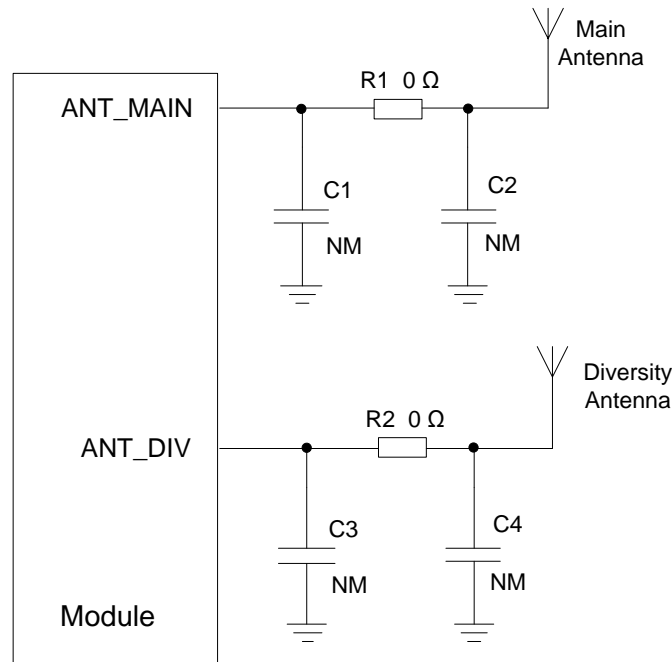 Main
Antenna
R1 0 Ω
ANT_MAIN
C1
C2
NM
NM
Diversity
Antenna
R2 0 Ω
ANT_DIV
C3
C4
NM
NM
Module